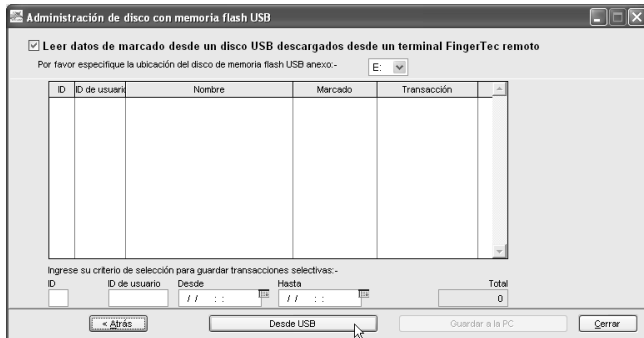 Administración de disco con memoria flash USB
Leer datos de marcado desde un disco USB descargados desde un terminal FingerTec remoto
Por favor especifique la ubicación del disco de memoria flash USB anexo:- E:
ID ID de usuari Nombre Marcado Transacción
Ingrese su criterio de selección para guardar transacciones selectivas:-
ID ID de usuario Desde Hasta Total
/ / : : / / : : 0
< Atrás Desde USB Guardar a la PC Cerrar